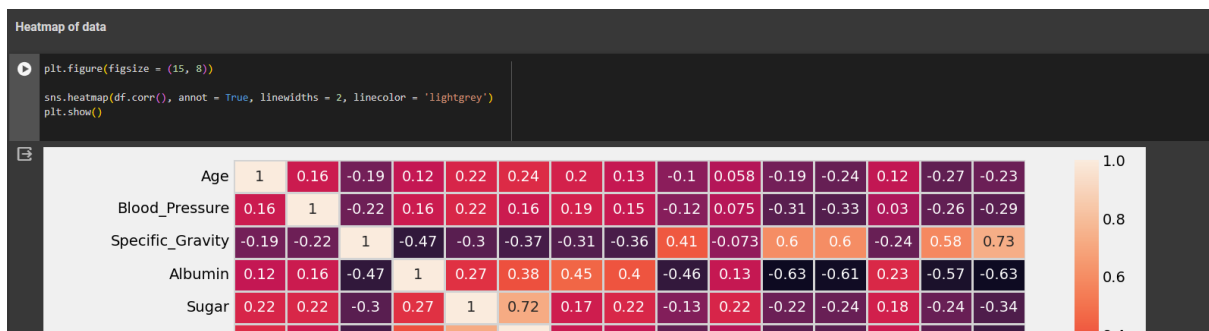 Heatmap of data
plt.figure(figsize = (15, 8))
sns.heatmap(df.corr(), annot = True, linewidths = 2, linecolor = 'lightgrey')
plt.show()
Age 1 0.16 -0.19 0.12 0.22 0.24 0.2 0.13 -0.1 0.058 -0.19 -0.24 0.12 -0.27 -0.23 1.0
Blood_Pressure 0.16 1 -0.22 0.16 0.22 0.16 0.19 0.15 -0.12 0.075 -0.31 -0.33 0.03 -0.26 -0.29 0.8
Specific_Gravity -0.19 -0.22 1 -0.47 -0.3 -0.37 -0.31 -0.36 0.41 -0.073 0.6 0.6 -0.24 0.58 0.73
Albumin 0.12 0.16 -0.47 1 0.27 0.38 0.45 0.4 -0.46 0.13 -0.63 -0.61 0.23 -0.57 -0.63 0.6
Sugar 0.22 0.22 -0.3 0.27 1 0.72 0.17 0.22 -0.13 0.22 -0.22 -0.24 0.18 -0.24 -0.34